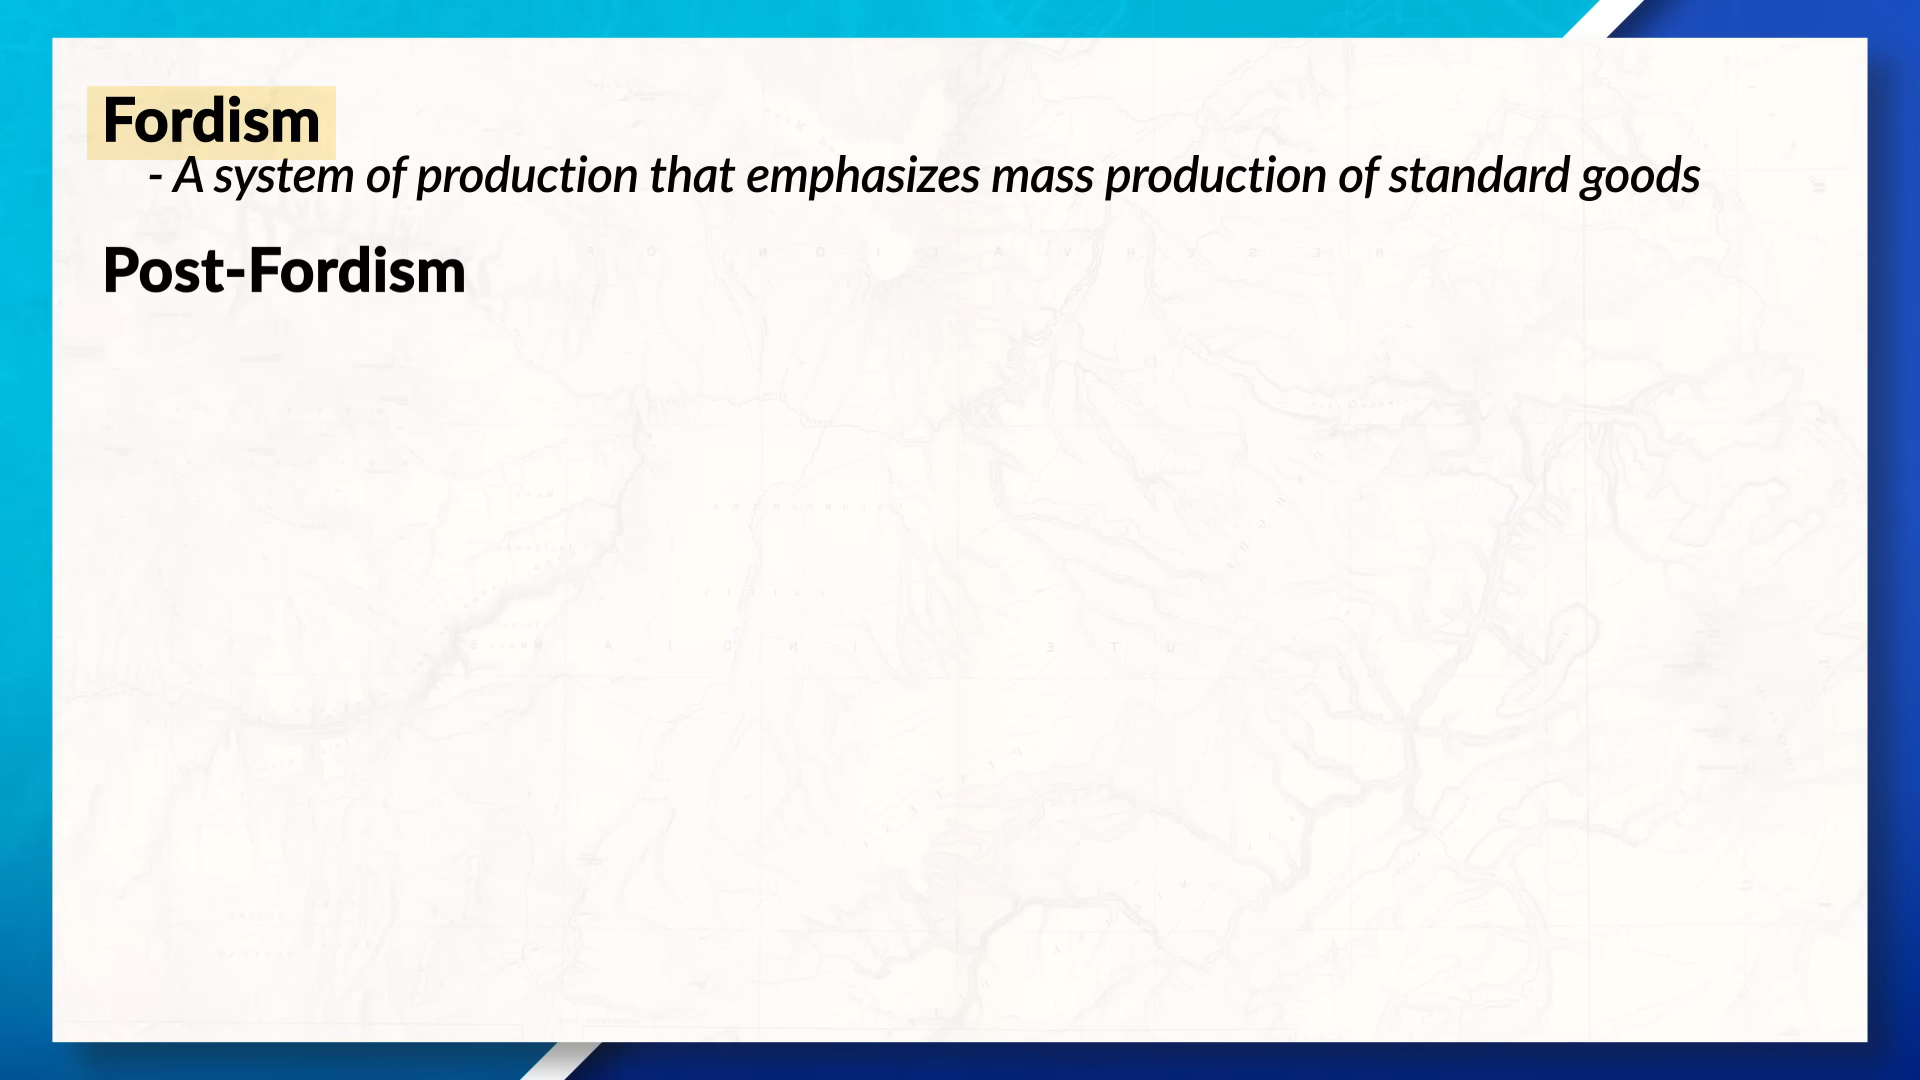 Fordism
- A system of production that emphasizes mass production of standard goods
Post-Fordism